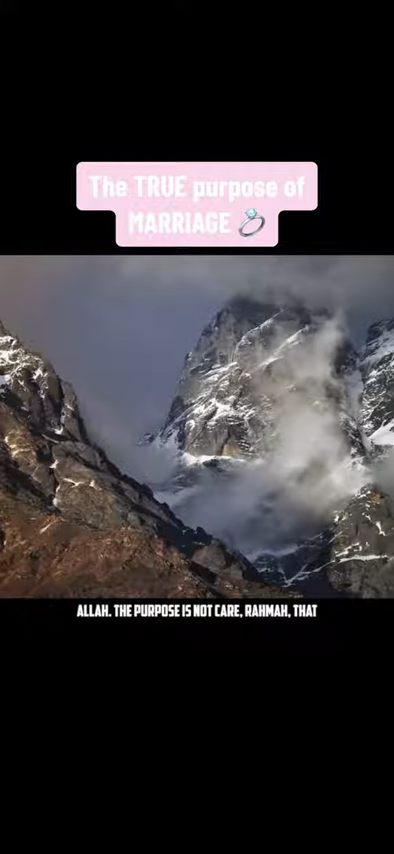 The TRUE purpose of
MARRIAGE 💍
ALLAH. THE PURPOSE IS NOT CARE, RAHMAH, THAT